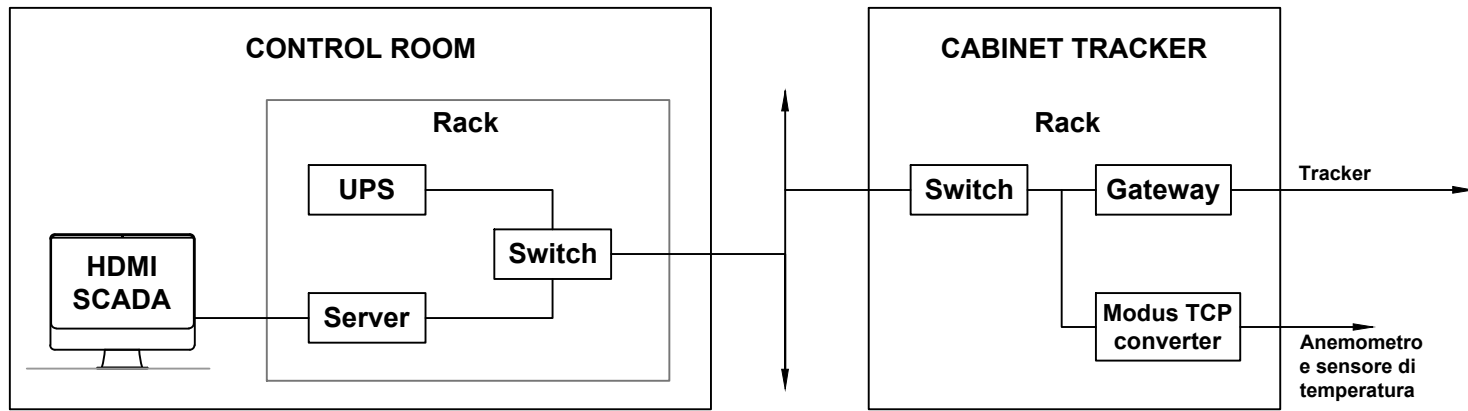 CONTROL ROOM
Rack
UPS
Switch
HDMI
SCADA
Server
CABINET TRACKER
Rack
Switch
Gateway
Tracker
Modus TCP
converter
Anemometro
e sensore di
temperatura